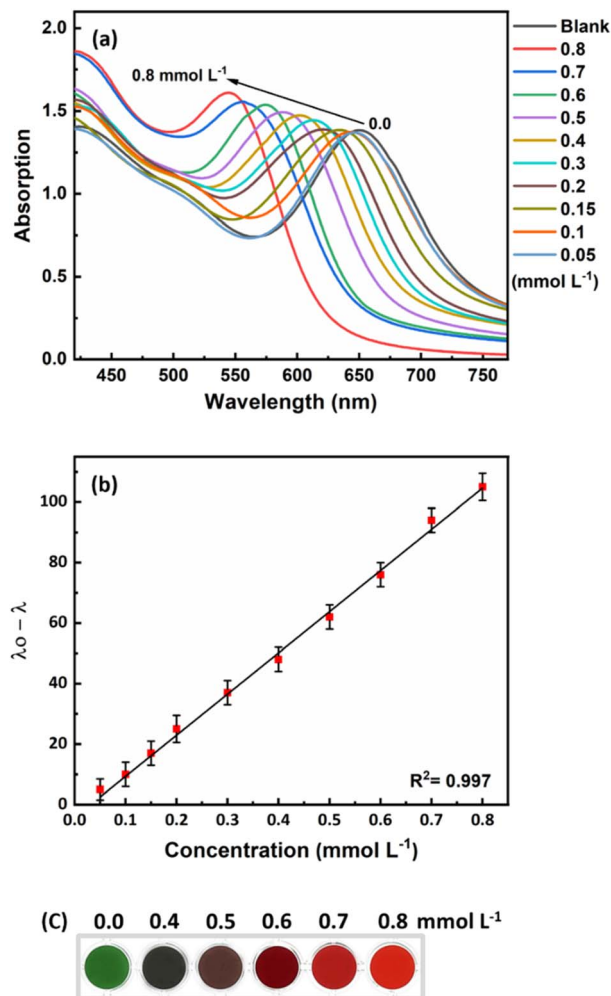 (a)
0.8 mmol L⁻¹
0.0
2.0
1.5
1.0
0.5
0.0
Absorption
450 500 550 600 650 700 750
Wavelength (nm)
Blank
0.8
0.7
0.6
0.5
0.4
0.3
0.2
0.15
0.1
0.05
(mmol L⁻¹)
(b)
100
80
60
40
20
0
λo – λ
R²= 0.997
0.0 0.1 0.2 0.3 0.4 0.5 0.6 0.7 0.8
Concentration (mmol L⁻¹)
(C) 0.0 0.4 0.5 0.6 0.7 0.8 mmol L⁻¹